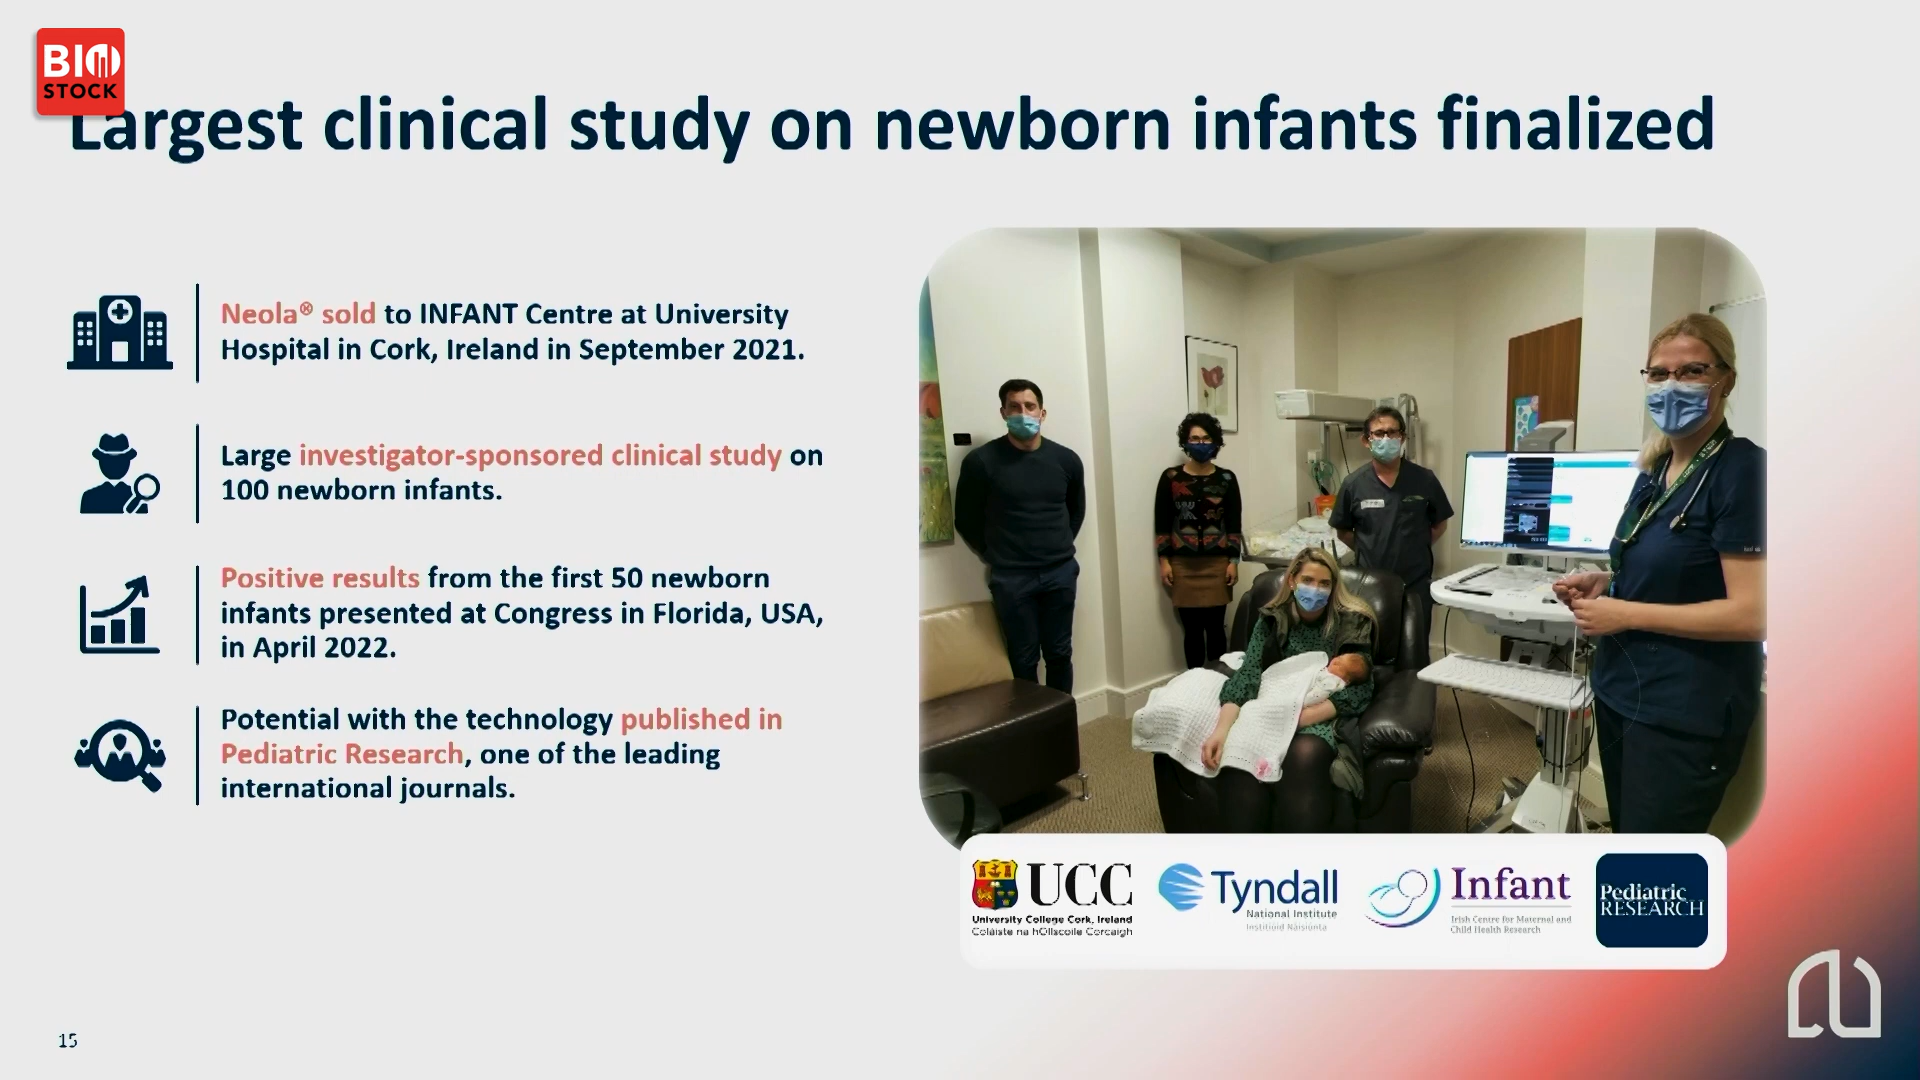 BIO
STOCK
Largest clinical study on newborn infants finalized
Neola® sold to INFANT Centre at University
Hospital in Cork, Ireland in September 2021.
Large investigator-sponsored clinical study on
100 newborn infants.
Positive results from the first 50 newborn
infants presented at Congress in Florida, USA,
in April 2022.
Potential with the technology published in
Pediatric Research, one of the leading
international journals.
UCC
University College Cork, Ireland
Coláiste na hOllscoile Corcaigh
Tyndall
National Institute
Institiúid Náisiúnta
Infant
Irish Centre for Maternal and
Child Health Research
Pediatric
RESEARCH
15